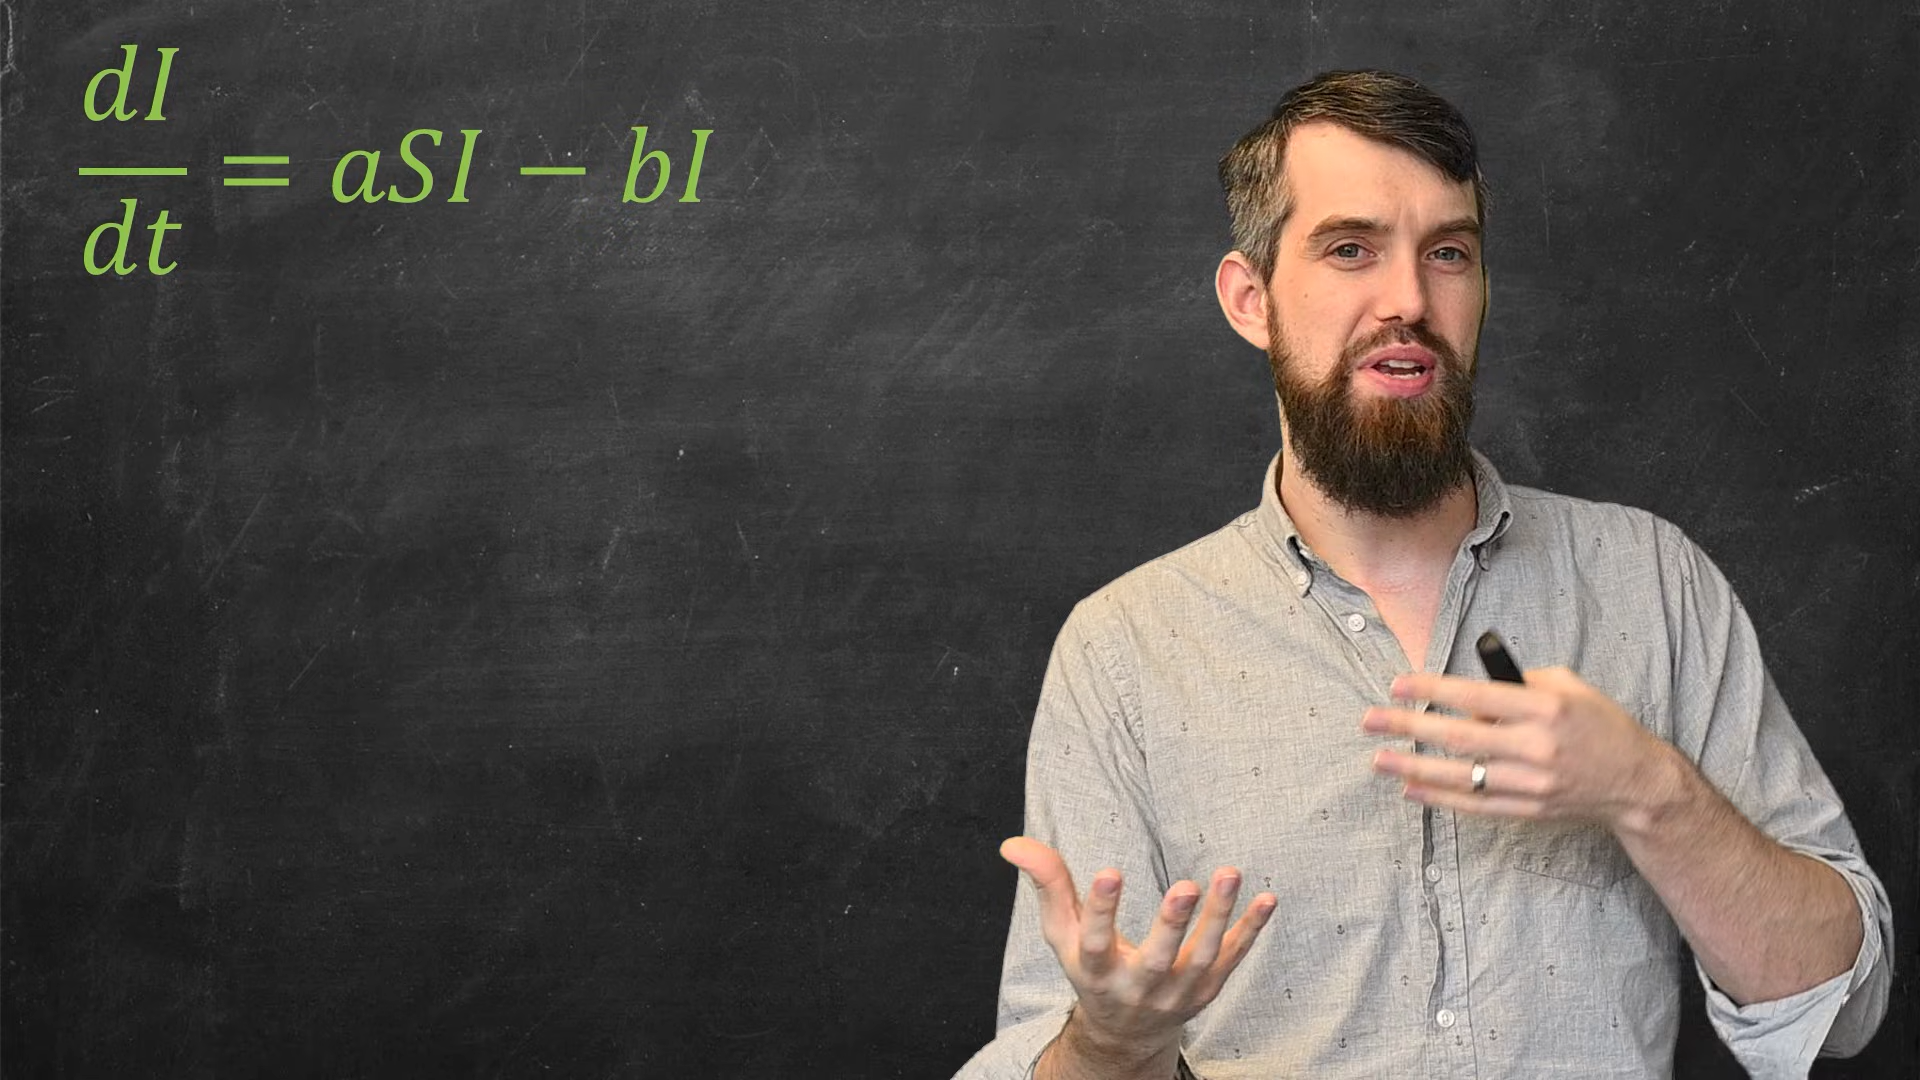 dI/dt = aSI − bI